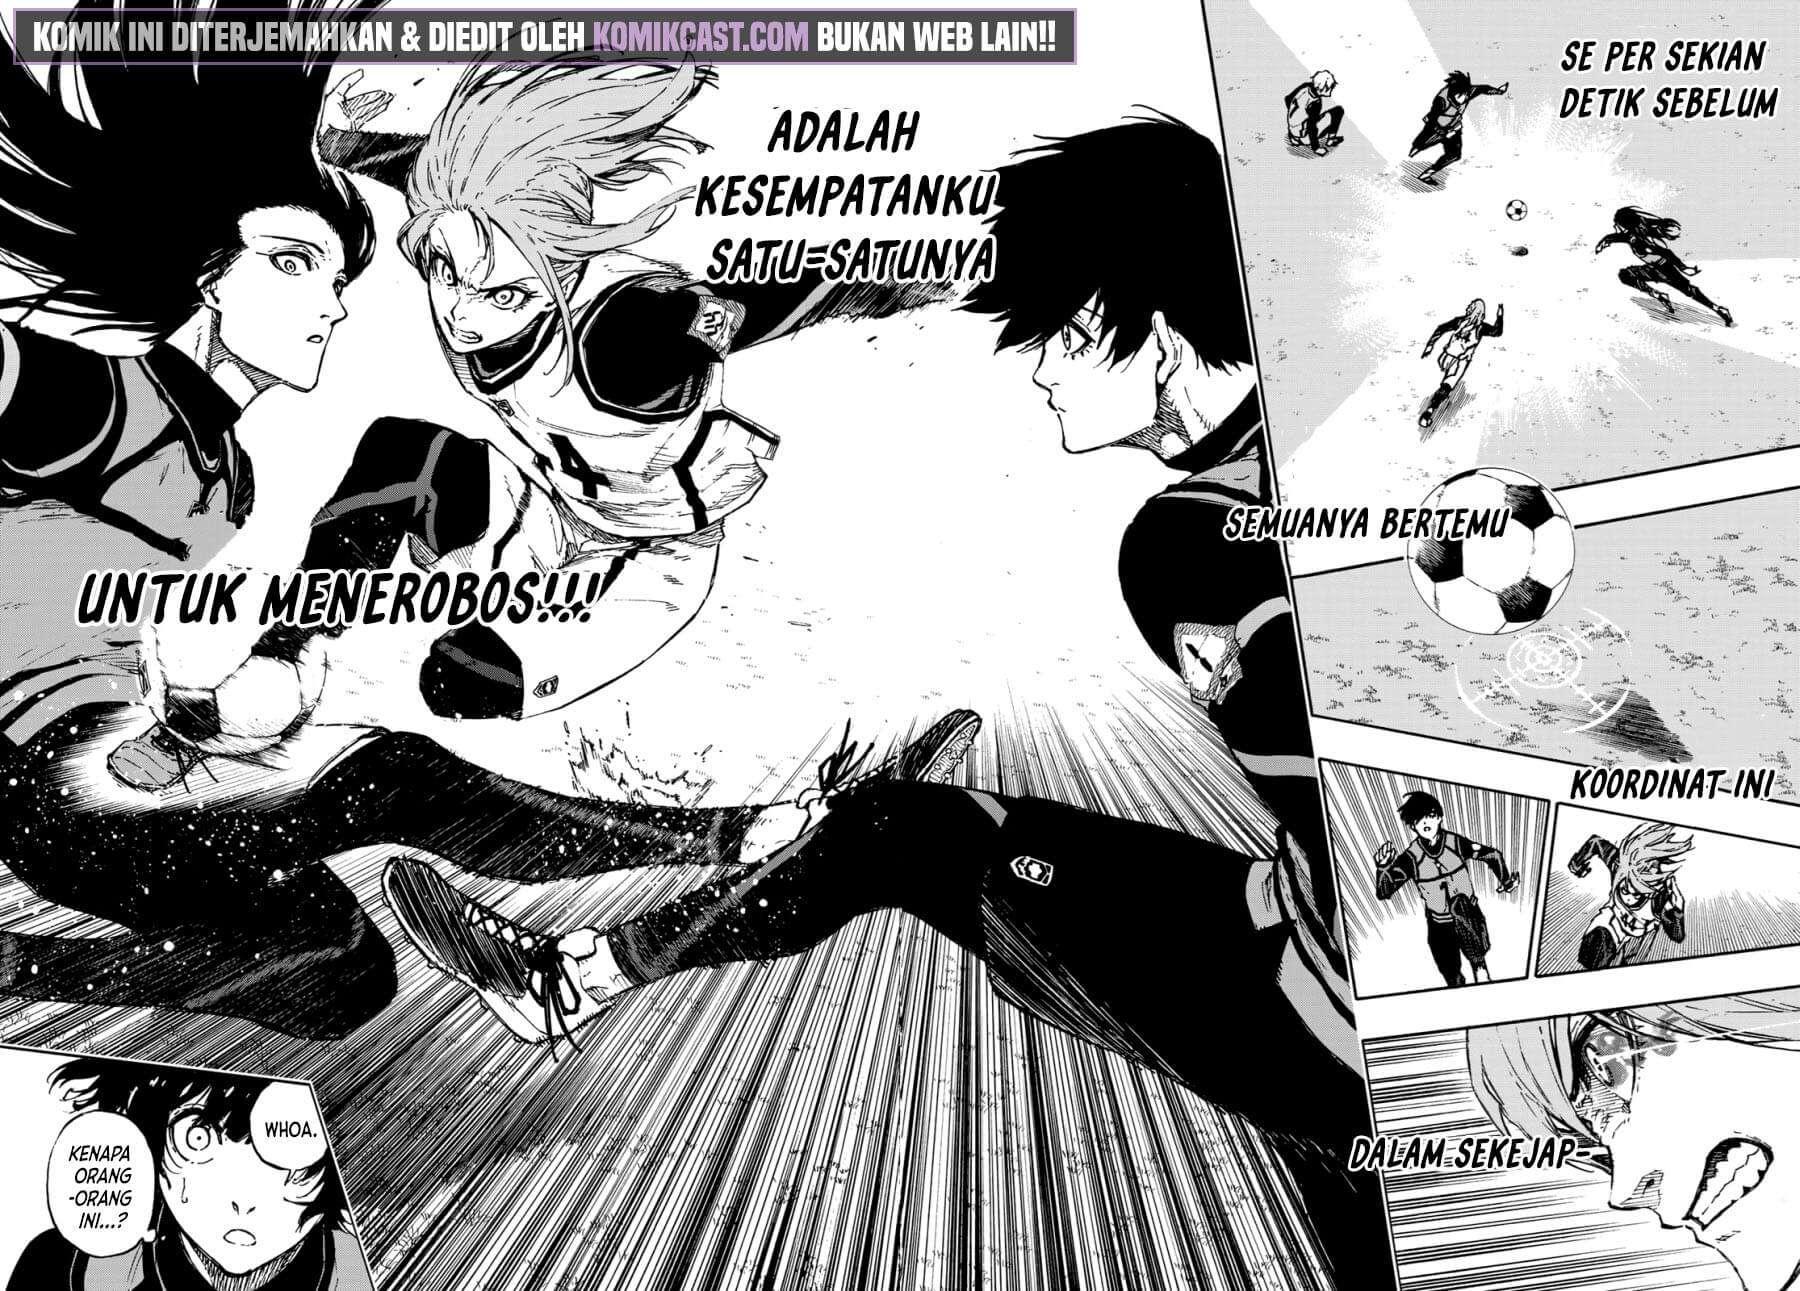 KOMIK INI DITERJEMAHKAN & DIEDIT OLEH KOMIKCAST.COM BUKAN WEB LAIN!!
SE PER SEKIAN
DETIK SEBELUM
SEMUANYA BERTEMU
KOORDINAT INI
DALAM SEKEJAP-
ADALAH
KESEMPATANKU
SATU=SATUNYA
UNTUK MENEROBOS!!!
WHOA.
KENAPA
ORANG
-ORANG
INI...?